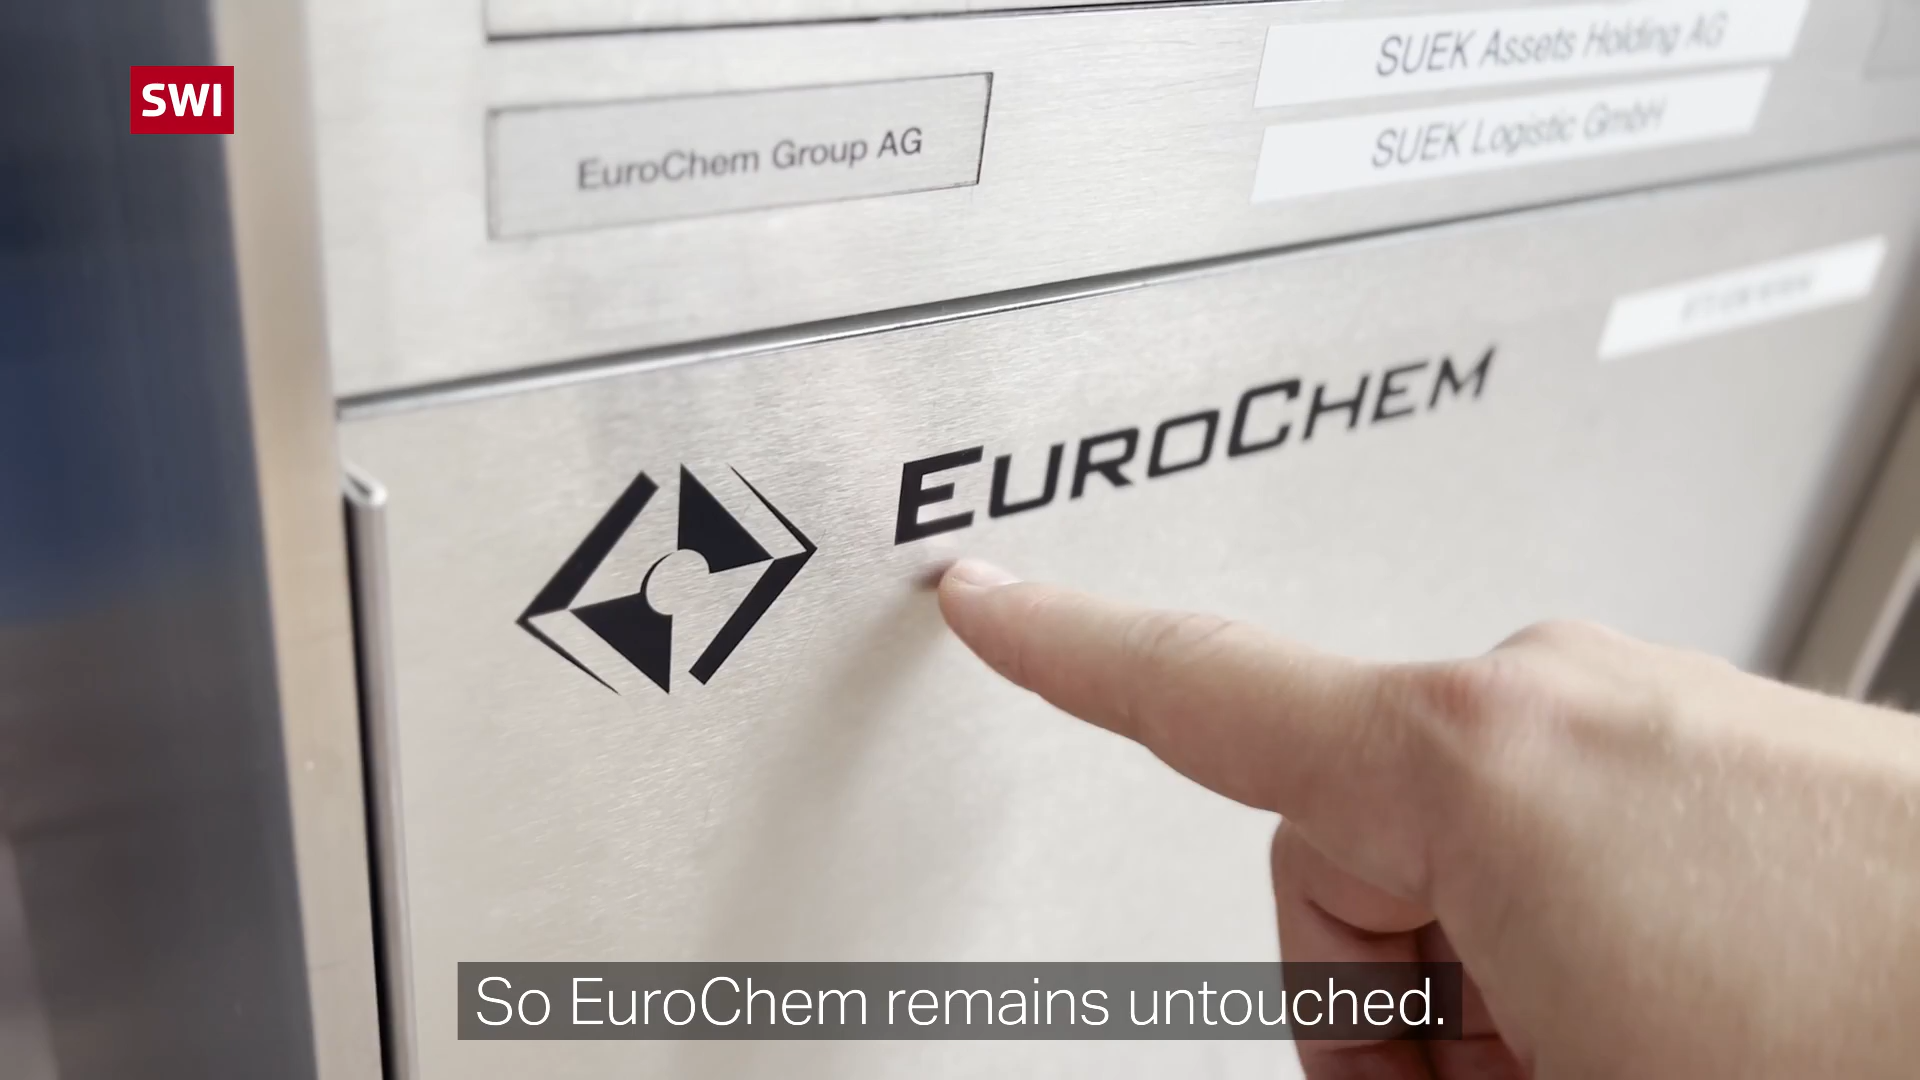 SWI
EuroChem Group AG
SUEK Assets Holding AG
SUEK Logistic GmbH
EUROCHEM
So EuroChem remains untouched.